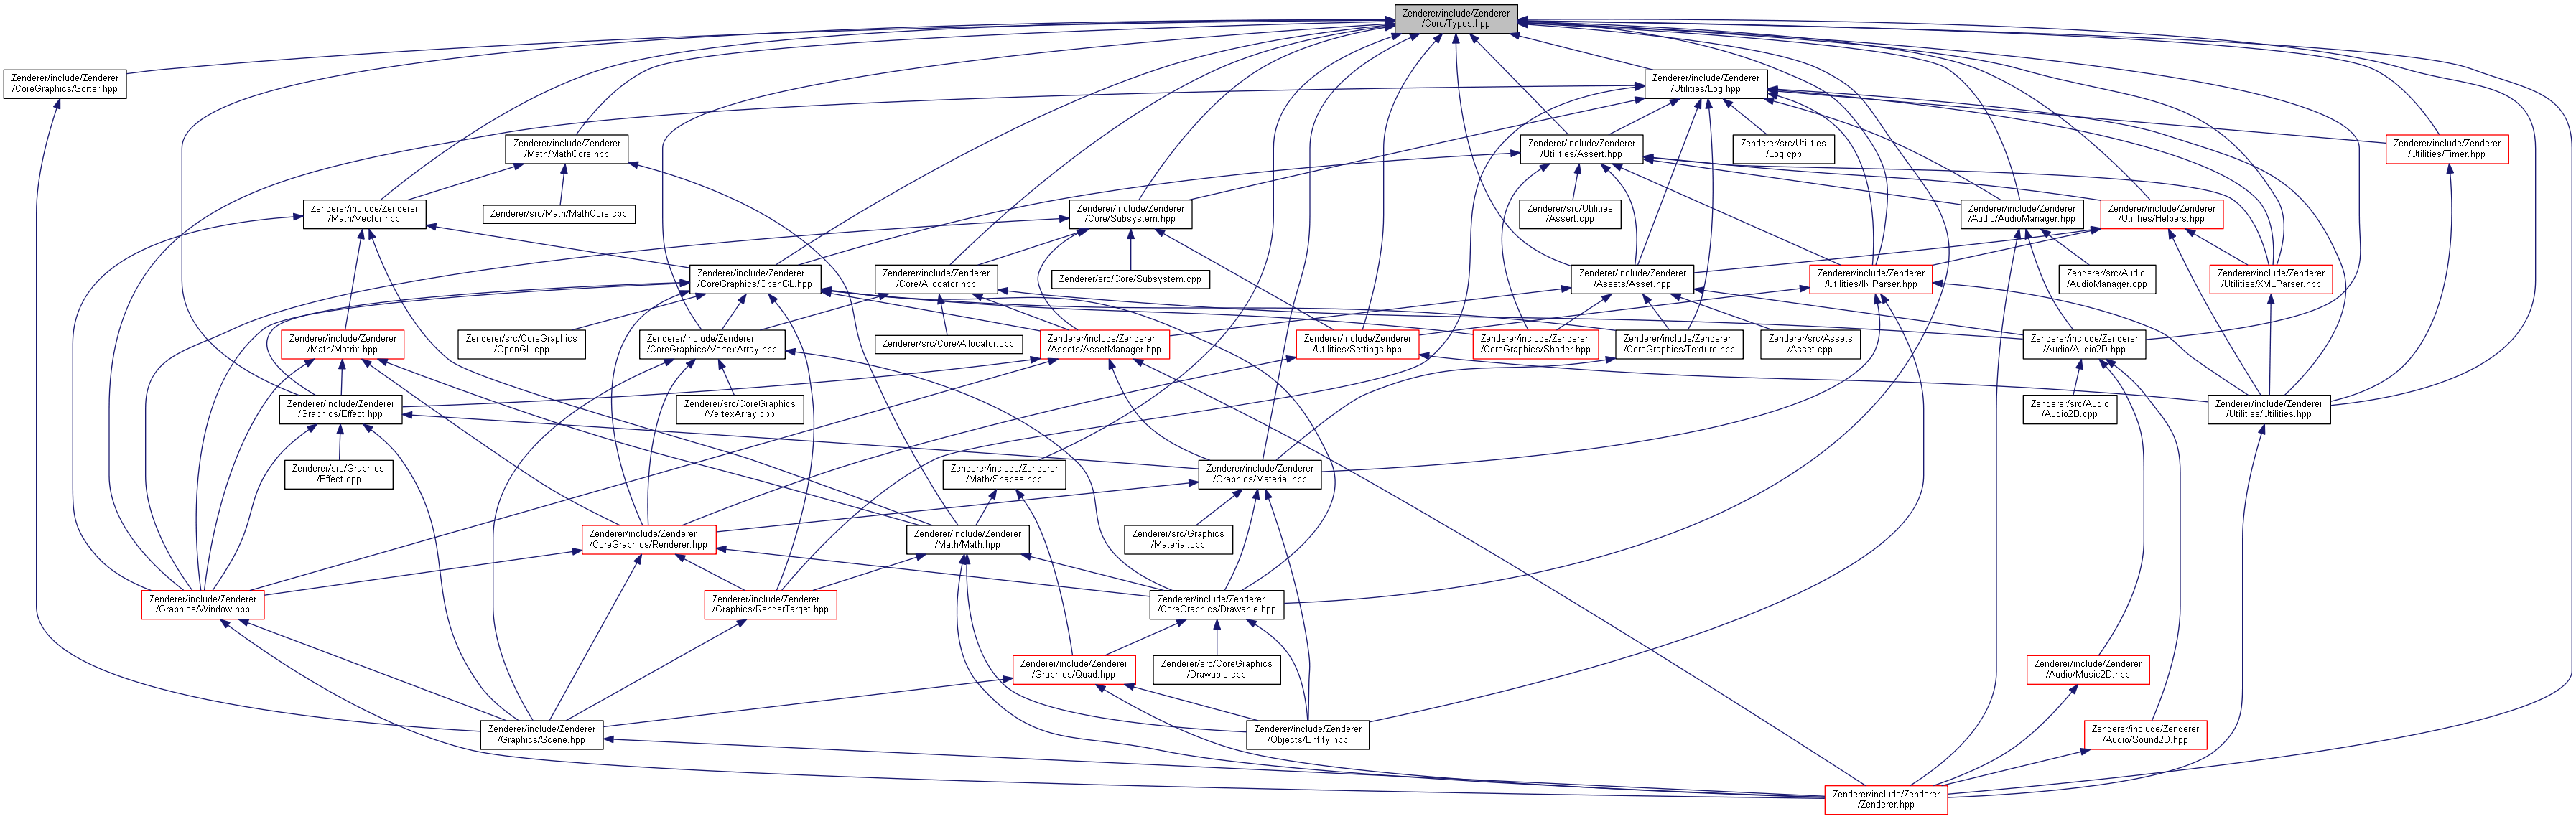 Zenderer/include/Zenderer
/Core/Types.hpp
Zenderer/include/Zenderer
/CoreGraphics/Sorter.hpp
Zenderer/include/Zenderer
/Utilities/Log.hpp
Zenderer/include/Zenderer
/Math/MathCore.hpp
Zenderer/include/Zenderer
/Utilities/Assert.hpp
Zenderer/src/Utilities
/Log.cpp
Zenderer/include/Zenderer
/Utilities/Timer.hpp
Zenderer/include/Zenderer
/Math/Vector.hpp
Zenderer/src/Math/MathCore.cpp
Zenderer/include/Zenderer
/Core/Subsystem.hpp
Zenderer/src/Utilities
/Assert.cpp
Zenderer/include/Zenderer
/Audio/AudioManager.hpp
Zenderer/include/Zenderer
/Utilities/Helpers.hpp
Zenderer/include/Zenderer
/CoreGraphics/OpenGL.hpp
Zenderer/include/Zenderer
/Core/Allocator.hpp
Zenderer/src/Core/Subsystem.cpp
Zenderer/include/Zenderer
/Assets/Asset.hpp
Zenderer/include/Zenderer
/Utilities/INIParser.hpp
Zenderer/src/Audio
/AudioManager.cpp
Zenderer/include/Zenderer
/Utilities/XMLParser.hpp
Zenderer/include/Zenderer
/Math/Matrix.hpp
Zenderer/src/CoreGraphics
/OpenGL.cpp
Zenderer/include/Zenderer
/CoreGraphics/VertexArray.hpp
Zenderer/src/Core/Allocator.cpp
Zenderer/include/Zenderer
/Assets/AssetManager.hpp
Zenderer/include/Zenderer
/Utilities/Settings.hpp
Zenderer/include/Zenderer
/CoreGraphics/Shader.hpp
Zenderer/include/Zenderer
/CoreGraphics/Texture.hpp
Zenderer/src/Assets
/Asset.cpp
Zenderer/include/Zenderer
/Audio/Audio2D.hpp
Zenderer/include/Zenderer
/Graphics/Effect.hpp
Zenderer/src/CoreGraphics
/VertexArray.cpp
Zenderer/src/Audio
/Audio2D.cpp
Zenderer/include/Zenderer
/Utilities/Utilities.hpp
Zenderer/src/Graphics
/Effect.cpp
Zenderer/include/Zenderer
/Math/Shapes.hpp
Zenderer/include/Zenderer
/Graphics/Material.hpp
Zenderer/include/Zenderer
/CoreGraphics/Renderer.hpp
Zenderer/include/Zenderer
/Math/Math.hpp
Zenderer/src/Graphics
/Material.cpp
Zenderer/include/Zenderer
/Graphics/Window.hpp
Zenderer/include/Zenderer
/Graphics/RenderTarget.hpp
Zenderer/include/Zenderer
/CoreGraphics/Drawable.hpp
Zenderer/include/Zenderer
/Graphics/Quad.hpp
Zenderer/src/CoreGraphics
/Drawable.cpp
Zenderer/include/Zenderer
/Audio/Music2D.hpp
Zenderer/include/Zenderer
/Graphics/Scene.hpp
Zenderer/include/Zenderer
/Objects/Entity.hpp
Zenderer/include/Zenderer
/Audio/Sound2D.hpp
Zenderer/include/Zenderer
/Zenderer.hpp